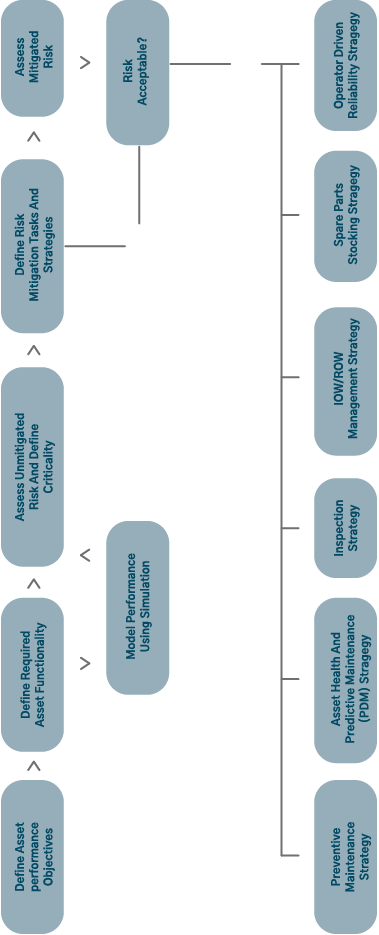 Define Asset
performance
Objectives
Define Required
Asset Functionality
Assess Unmitigated
Risk And Define
Criticality
Define Risk
Mitigation Tasks And
Strategies
Assess
Mitigated
Risk
Model Performance
Using Simulation
Risk
Acceptable?
Preventive
Maintenance
Strategy
Asset Health And
Predictive Maintenance
(PDM) Stragegy
Inspection
Strategy
IOW/ROW
Management Strategy
Spare Parts
Stocking Stragegy
Operator Driven
Reliability Stragegy